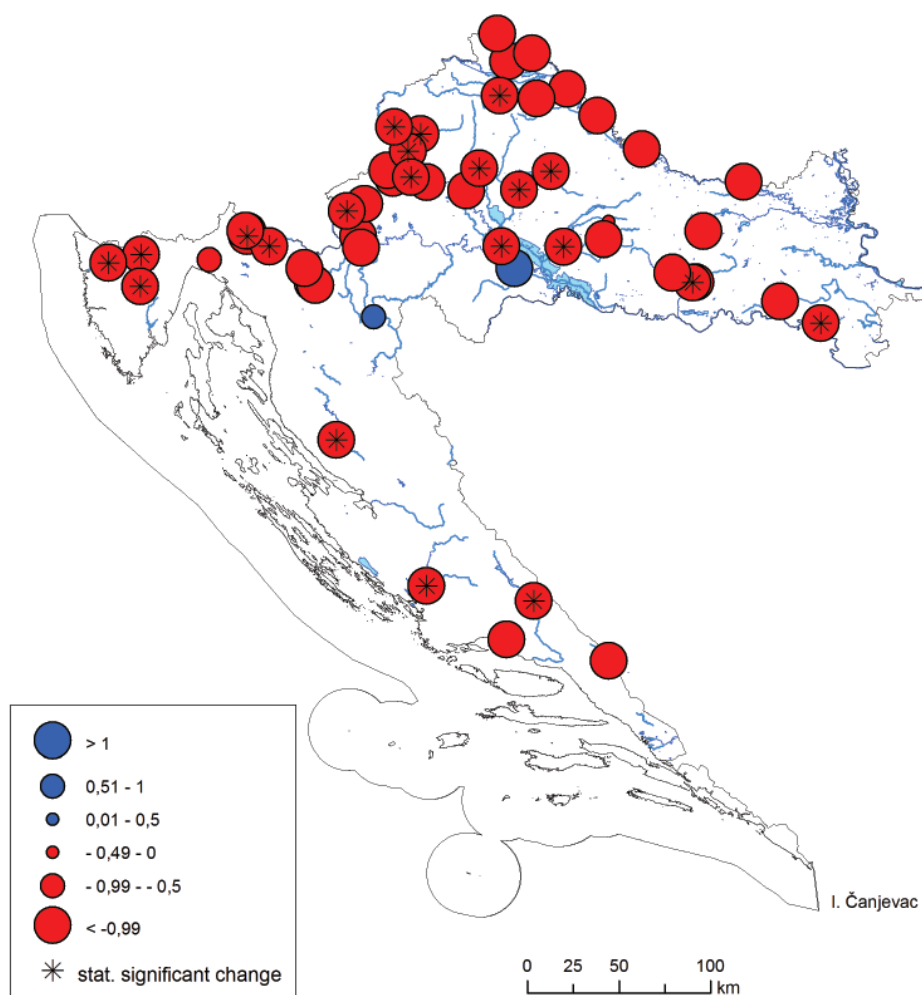 > 1
0,51 - 1
0,01 - 0,5
- 0,49 - 0
- 0,99 - - 0,5
< -0,99
stat. significant change
I. Čanjevac
0 25 50 100
km